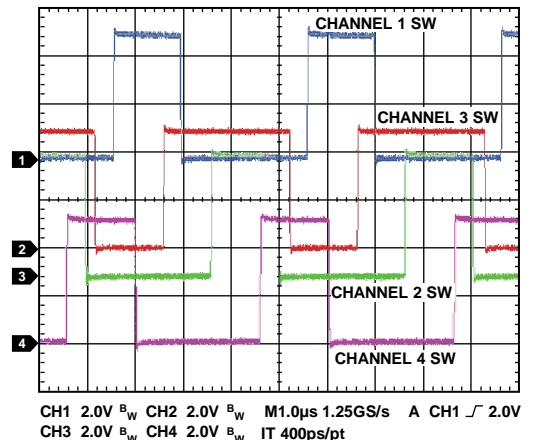 CHANNEL 1 SW
CHANNEL 3 SW
1
2
3
CHANNEL 2 SW
4
CHANNEL 4 SW
CH1 2.0V BW CH2 2.0V BW M1.0µs 1.25GS/s A CH1 2.0V
CH3 2.0V BW CH4 2.0V BW IT 400ps/pt